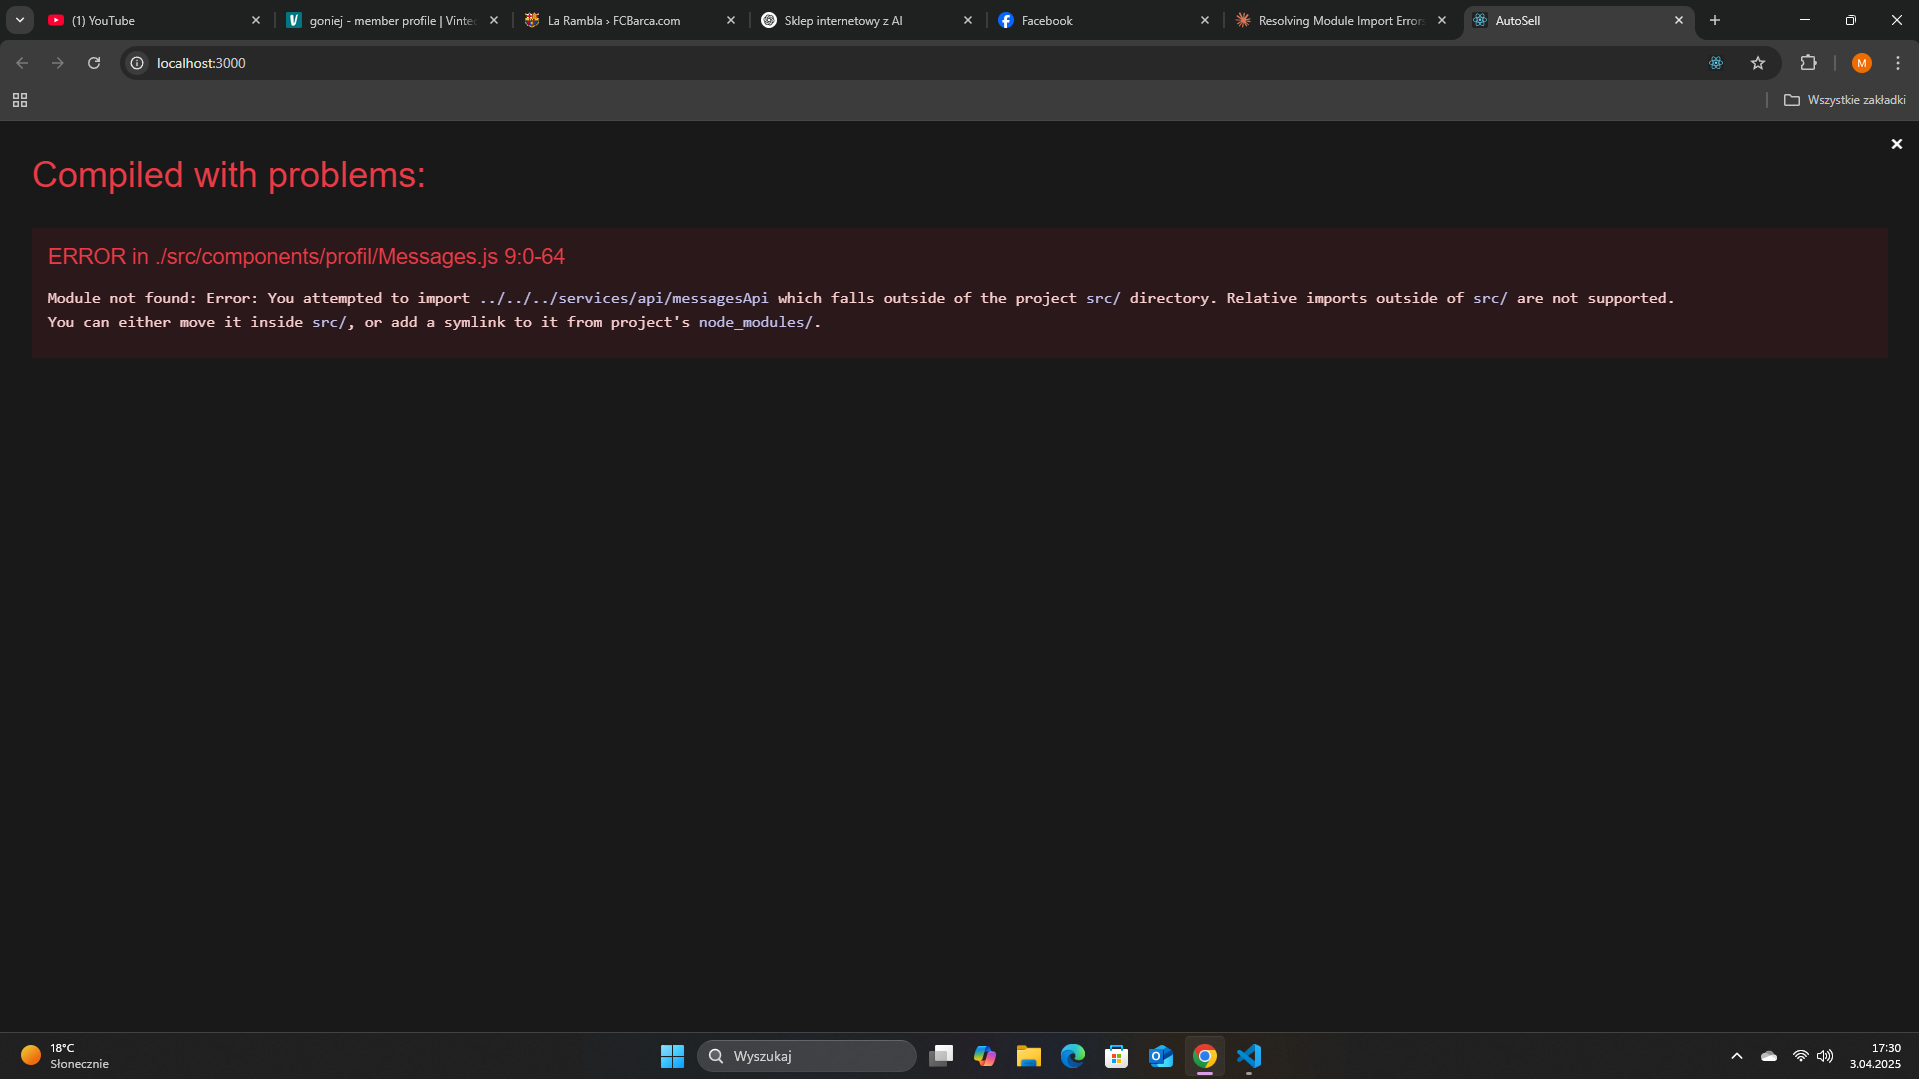 (1) YouTube
goniej - member profile | Vinted
La Rambla › FCBarca.com
Sklep internetowy z AI
Facebook
Resolving Module Import Errors
AutoSell
localhost:3000
M
Wszystkie zakładki
Compiled with problems:
ERROR in ./src/components/profil/Messages.js 9:0-64
Module not found: Error: You attempted to import ../../../services/api/messagesApi which falls outside of the project src/ directory. Relative imports outside of src/ are not supported.
You can either move it inside src/, or add a symlink to it from project's node_modules/.
18°C
Słonecznie
Wyszukaj
17:30
3.04.2025